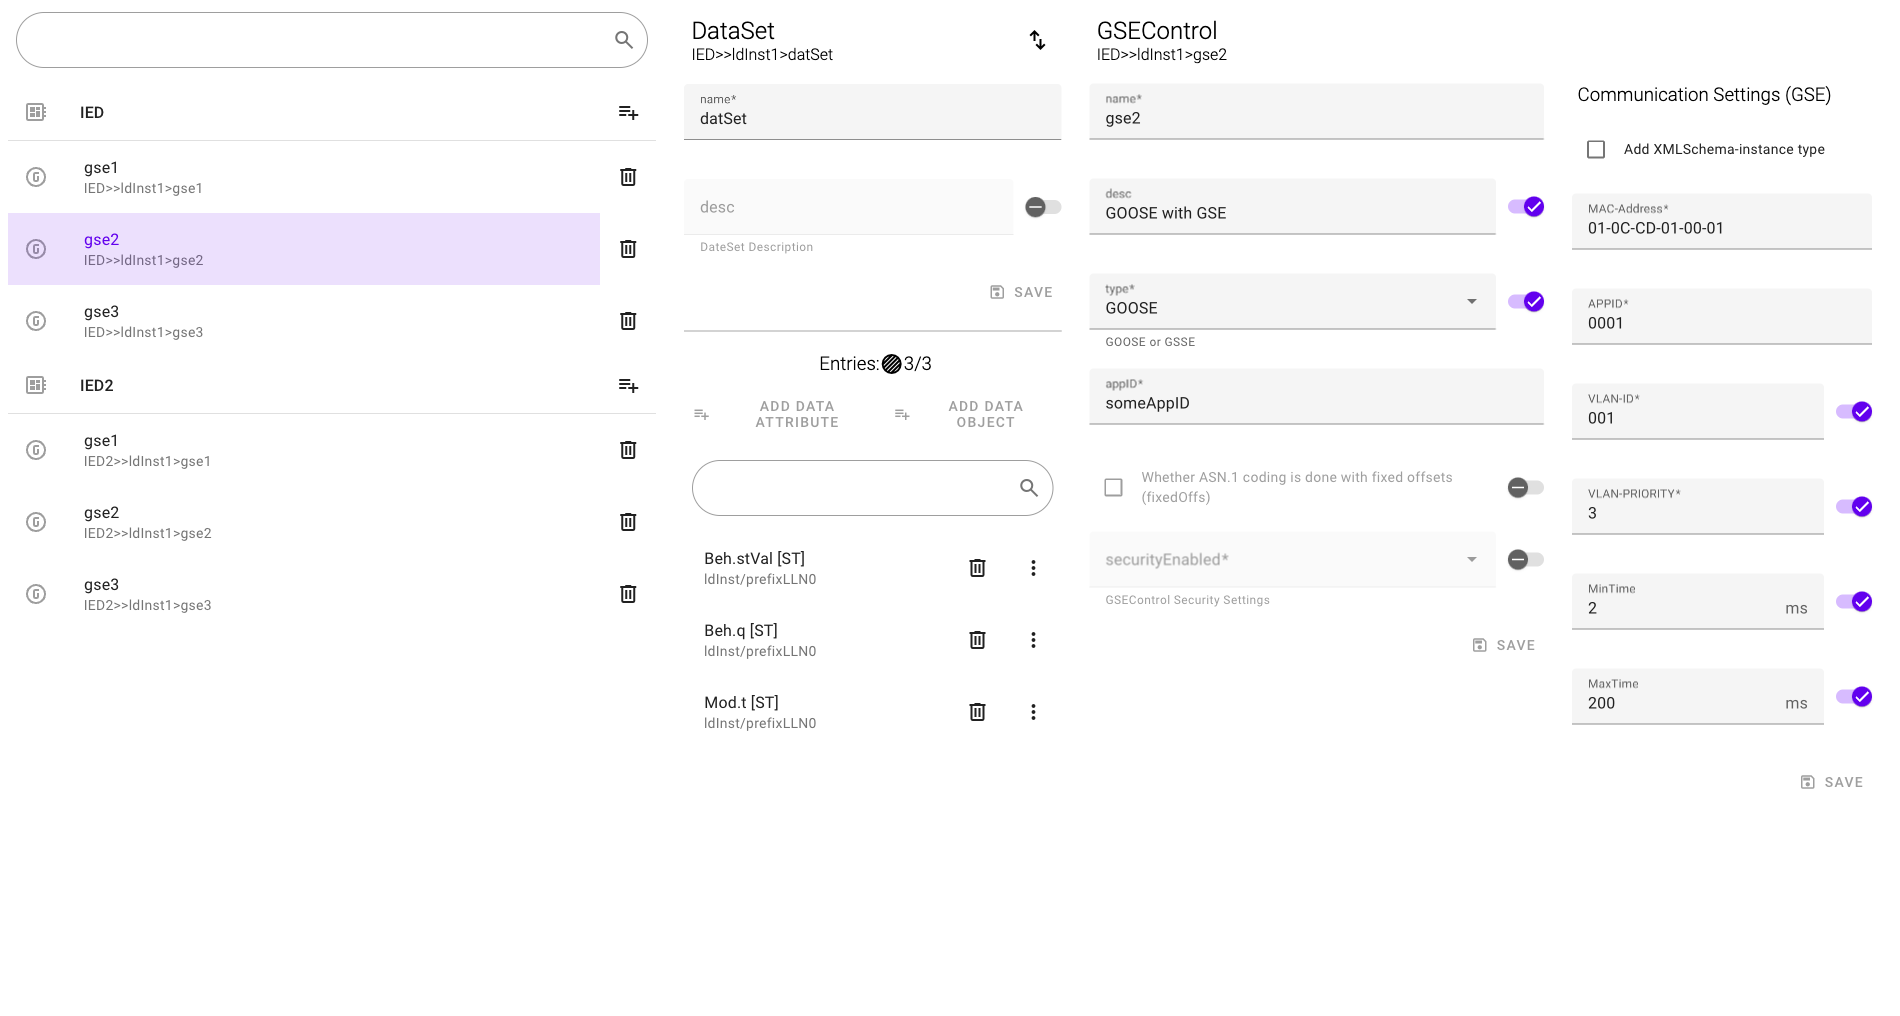 IED
gse1
IED>>ldInst1>gse1
gse2
IED>>ldInst1>gse2
gse3
IED>>ldInst1>gse3
IED2
gse1
IED2>>ldInst1>gse1
gse2
IED2>>ldInst1>gse2
gse3
IED2>>ldInst1>gse3
DataSet
IED>>ldInst1>datSet
name*
datSet
desc
DateSet Description
SAVE
Entries: 3/3
ADD DATA
ATTRIBUTE
ADD DATA
OBJECT
Beh.stVal [ST]
ldInst/prefixLLN0
Beh.q [ST]
ldInst/prefixLLN0
Mod.t [ST]
ldInst/prefixLLN0
GSEControl
IED>>ldInst1>gse2
name*
gse2
desc
GOOSE with GSE
type*
GOOSE
GOOSE or GSSE
appID*
someAppID
Whether ASN.1 coding is done with fixed offsets
(fixedOffs)
securityEnabled*
GSEControl Security Settings
SAVE
Communication Settings (GSE)
Add XMLSchema-instance type
MAC-Address*
01-0C-CD-01-00-01
APPID*
0001
VLAN-ID*
001
VLAN-PRIORITY*
3
MinTime
2 ms
MaxTime
200 ms
SAVE